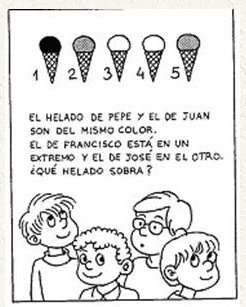 1 2 3 4 5
EL HELADO DE PEPE Y EL DE JUAN
SON DEL MISMO COLOR.
EL DE FRANCISCO ESTÁ EN UN
EXTREMO Y EL DE JOSÉ EN EL OTRO.
¿QUÉ HELADO SOBRA?